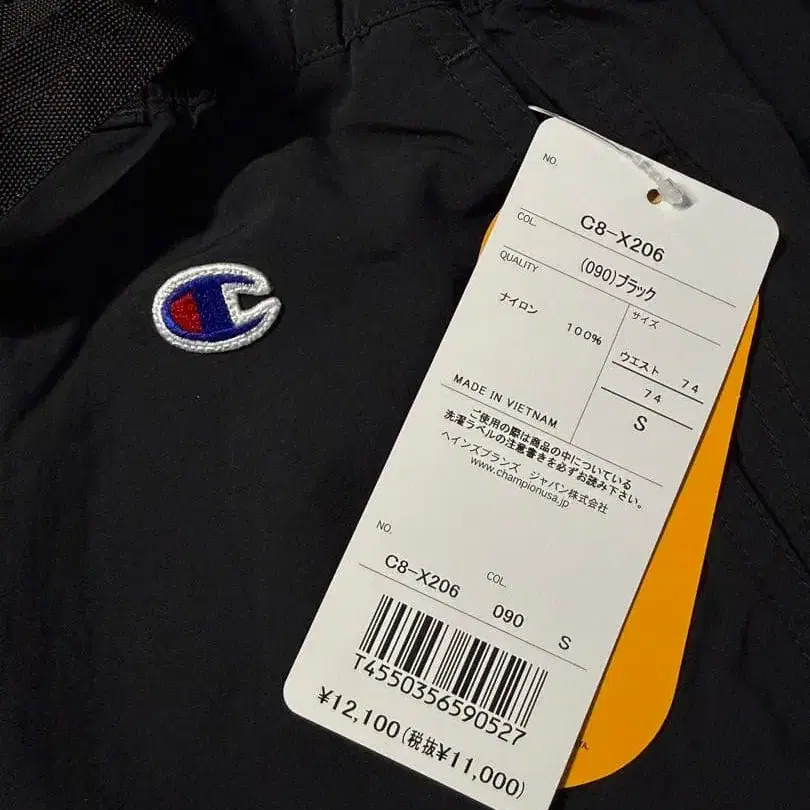 NO.
C8-X206
COL.
(090)ブラック
QUALITY
ナイロン
100%
サイズ
ウエスト 74
74
S
MADE IN VIETNAM
ご使用の際は商品の中についている
洗濯ラベルの注意書きを必ずお読み下さい。
ヘインズブランズ ジャパン株式会社
www.championusa.jp
NO.
C8-X206
COL.
090
S
T4550356590527
¥12,100(税抜¥11,000)